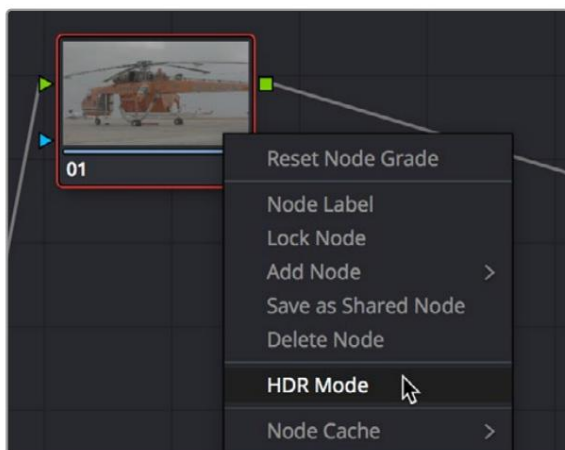 01
Reset Node Grade
Node Label
Lock Node
Add Node >
Save as Shared Node
Delete Node
HDR Mode
Node Cache >